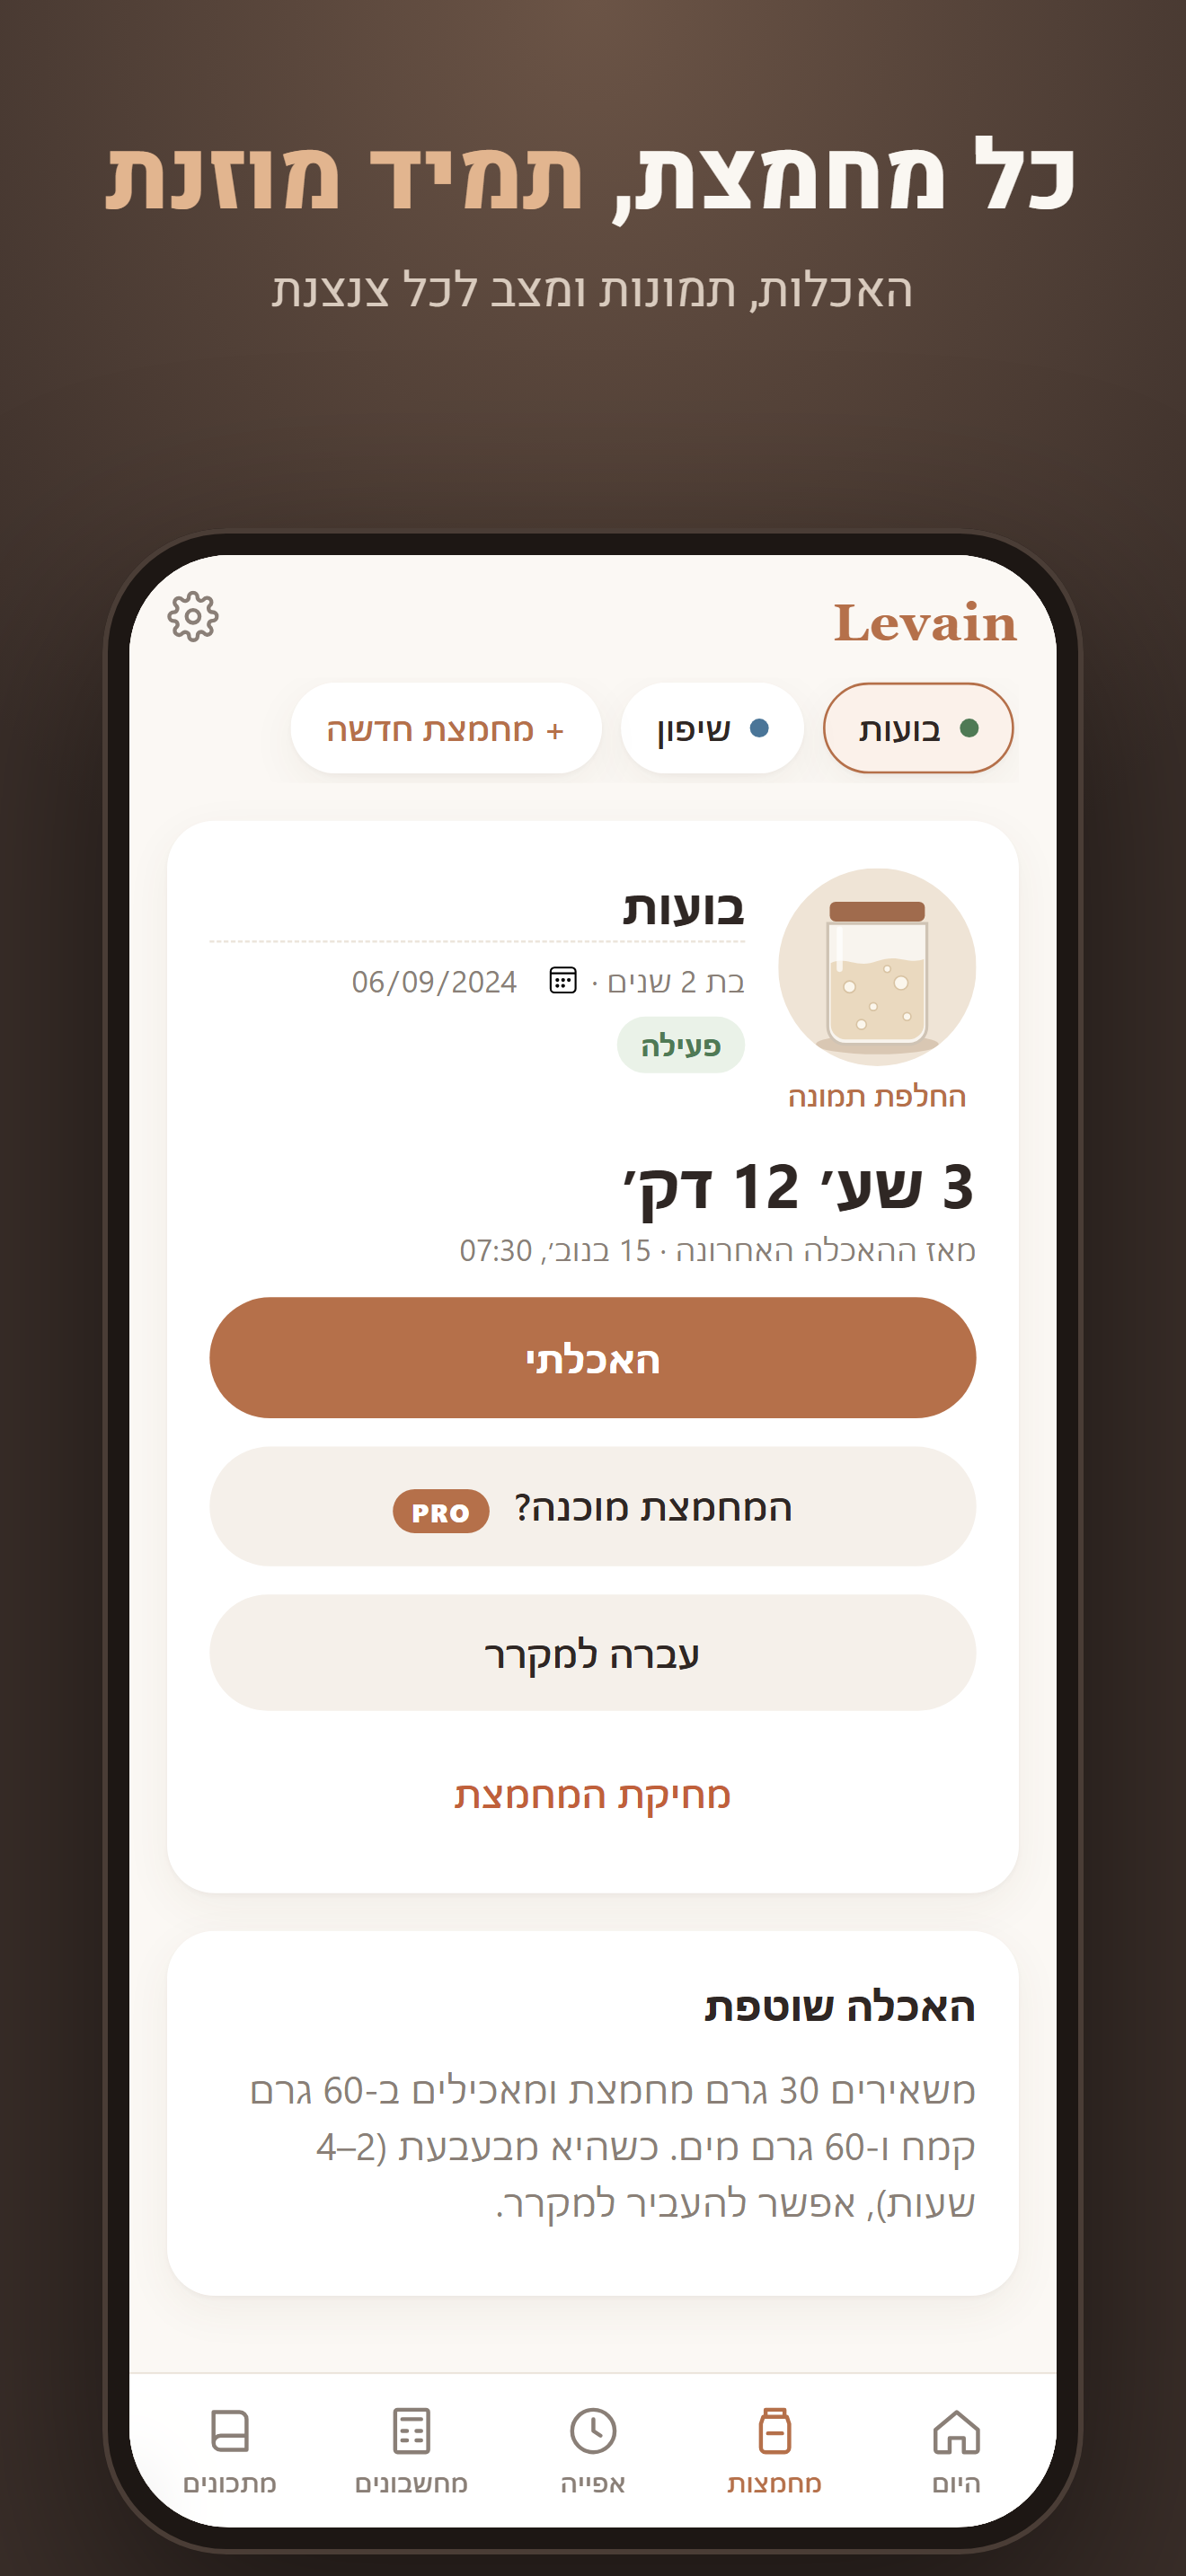 כל מחמצת, תמיד מוזנת
האכלות, תמונות ומצב לכל צנצנת
Levain
בועות
שיפון
+ מחמצת חדשה
בועות
בת 2 שנים · 06/09/2024
פעילה
החלפת תמונה
3 שע׳ 12 דק׳
מאז ההאכלה האחרונה · 15 בנוב׳, 07:30
האכלתי
המחמצת מוכנה? PRO
עברה למקרר
מחיקת המחמצת
האכלה שוטפת
משאירים 30 גרם מחמצת ומאכילים ב-60 גרם
קמח ו-60 גרם מים. כשהיא מבעבעת (2–4
שעות), אפשר להעביר למקרר.
היום
מחמצות
אפייה
מחשבונים
מתכונים